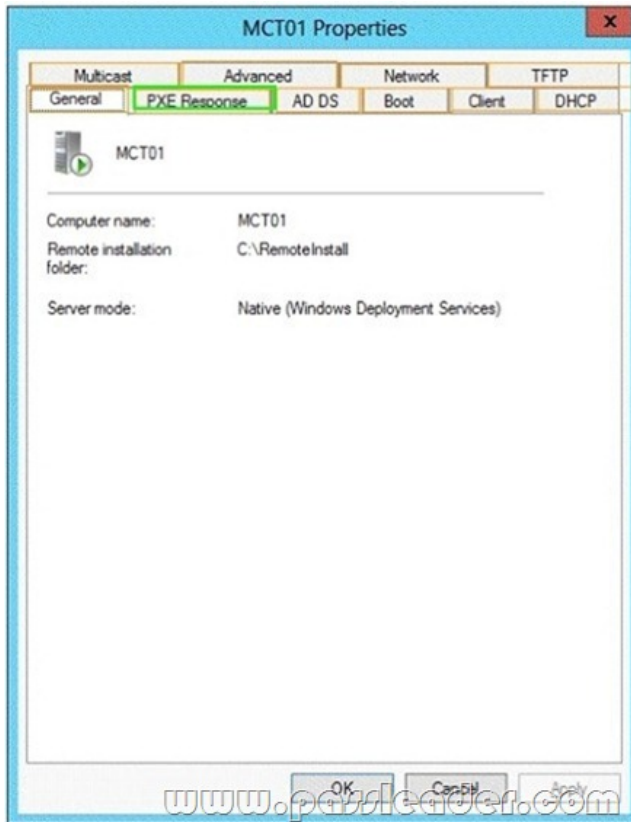 MCT01 Properties
x
Multicast Advanced Network TFTP
General PXE Response AD DS Boot Client DHCP
MCT01
Computer name: MCT01
Remote installation folder: C:\RemoteInstall
Server mode: Native (Windows Deployment Services)
OK Cancel Apply
www.passleader.com